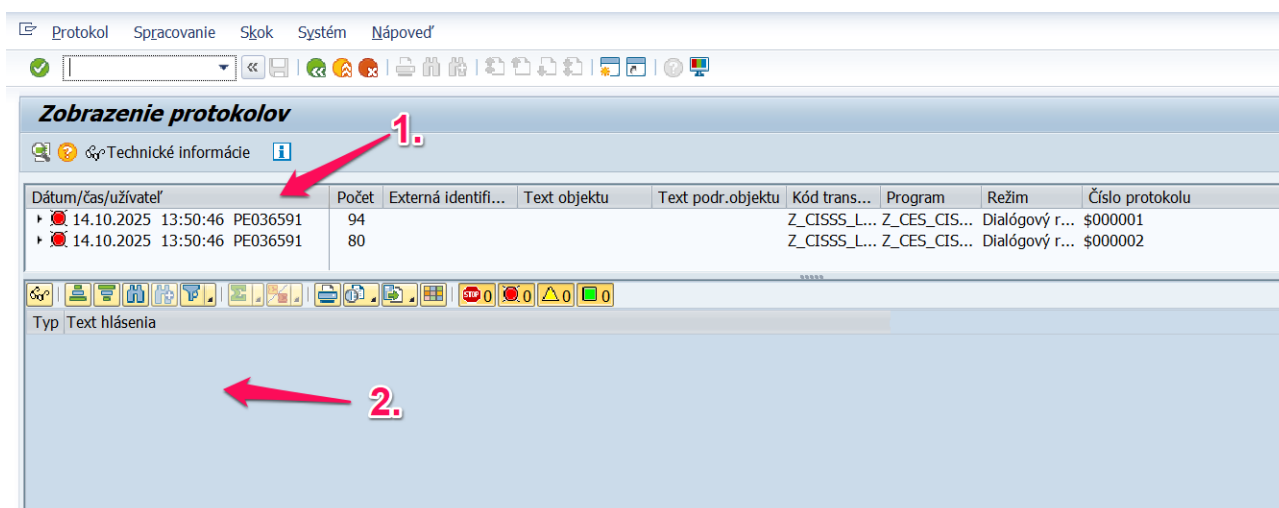 Protokol Spracovanie Skok Systém Nápoveď
Zobrazenie protokolov
1.
Technické informácie
Dátum/čas/užívateľ Počet Externá identifi... Text objektu Text podr.objektu Kód trans... Program Režim Číslo protokolu
14.10.2025 13:50:46 PE036591 94 Z_CISSS_L... Z_CES_CIS... Dialógový r... $000001
14.10.2025 13:50:46 PE036591 80 Z_CISSS_L... Z_CES_CIS... Dialógový r... $000002
STOP 0 0 0 0
Typ Text hlásenia
2.